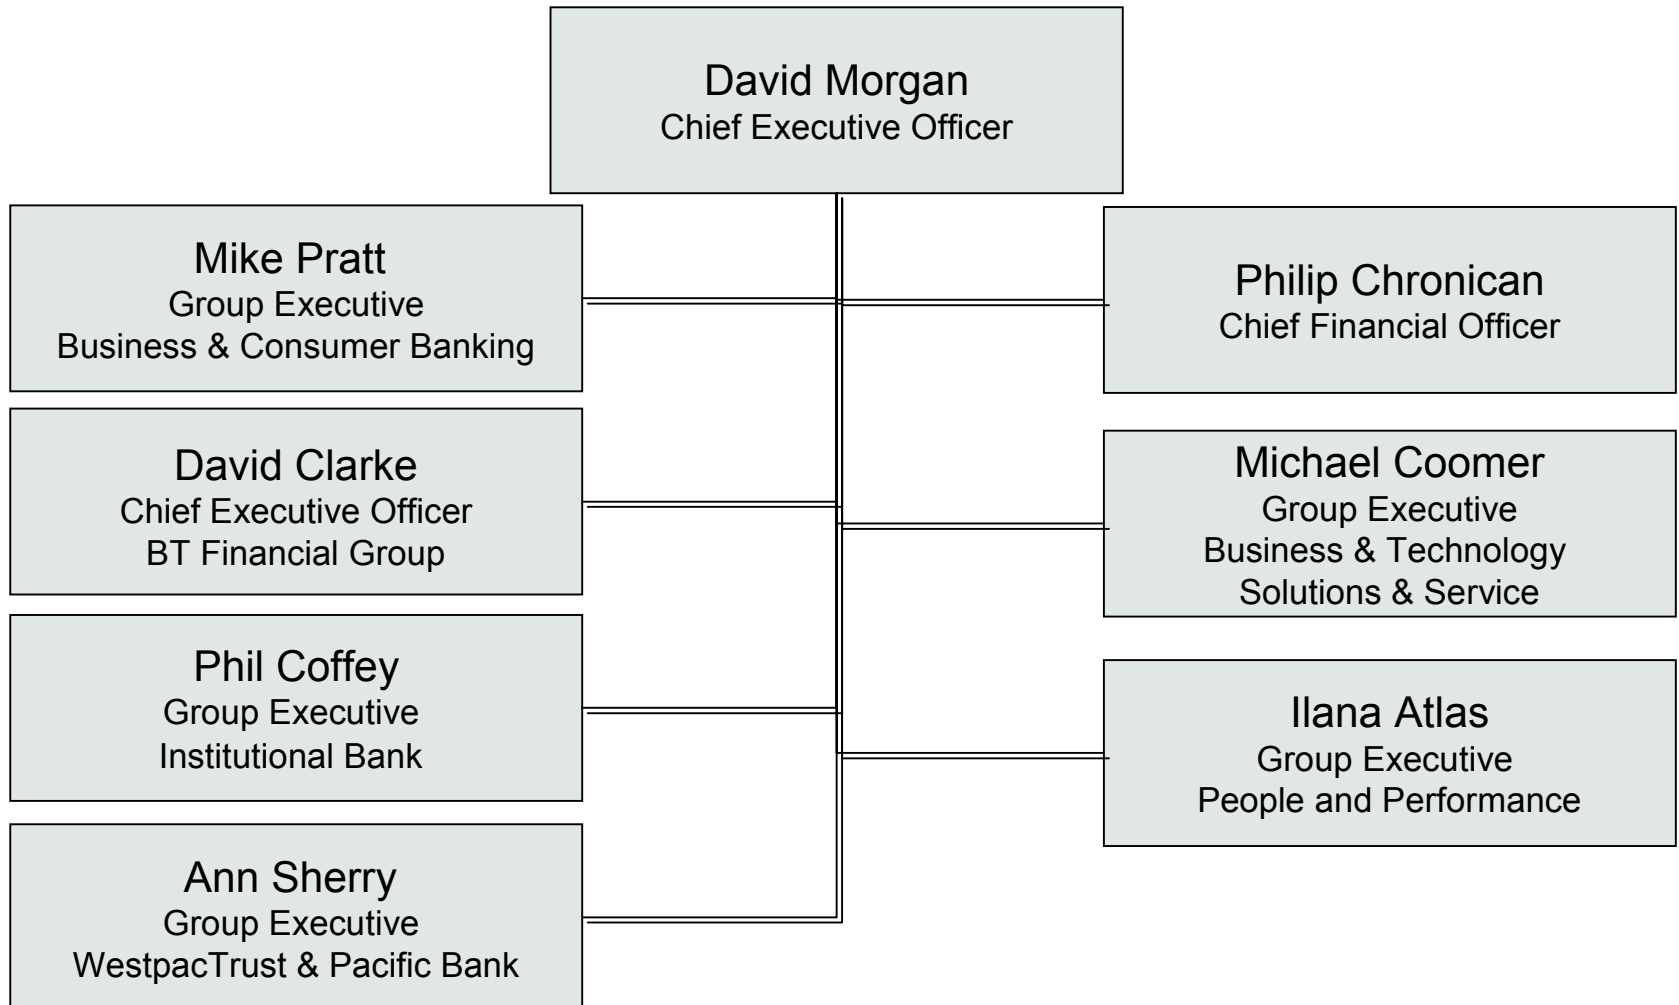 David Morgan
Chief Executive Officer
Mike Pratt
Group Executive
Business & Consumer Banking
David Clarke
Chief Executive Officer
BT Financial Group
Phil Coffey
Group Executive
Institutional Bank
Ann Sherry
Group Executive
WestpacTrust & Pacific Bank
Philip Chronican
Chief Financial Officer
Michael Coomer
Group Executive
Business & Technology
Solutions & Service
Ilana Atlas
Group Executive
People and Performance